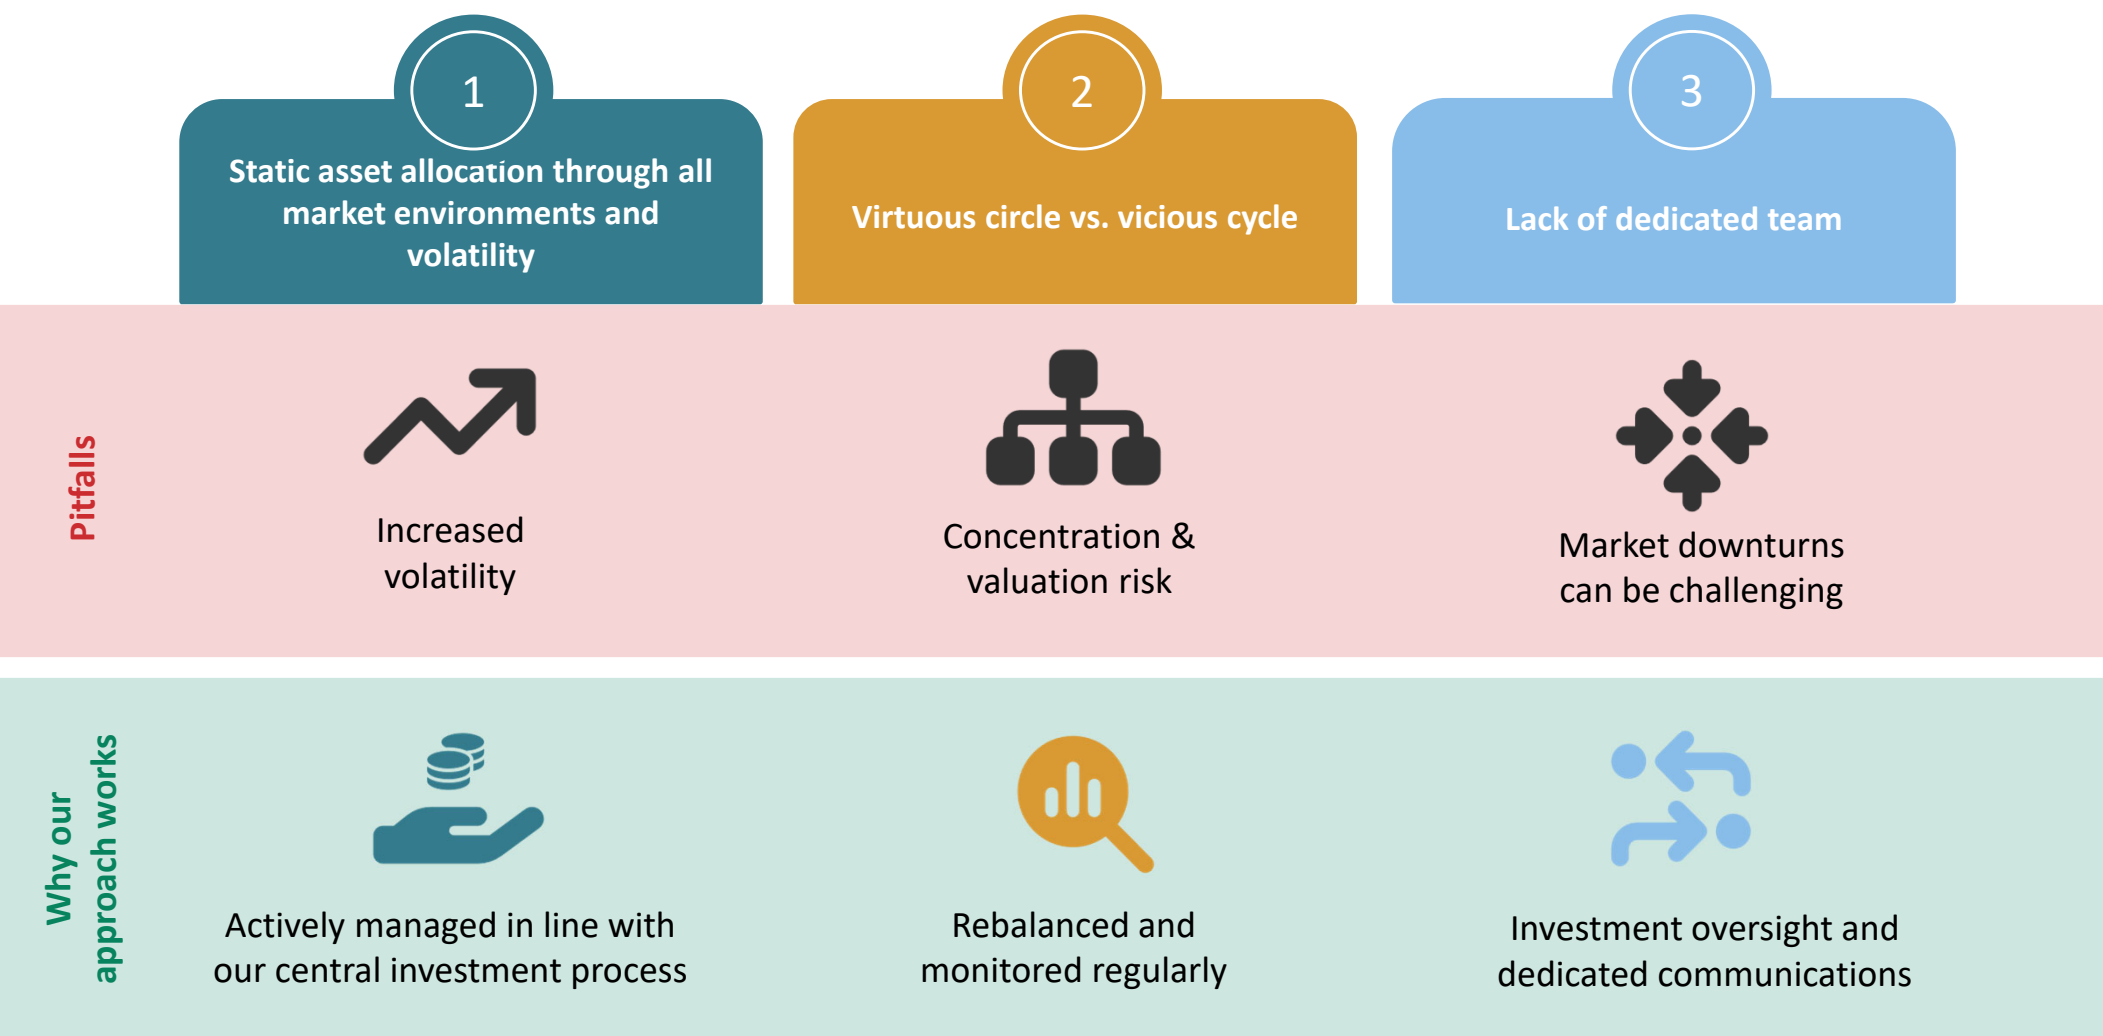 1
Static asset allocation through all
market environments and
volatility
2
Virtuous circle vs. vicious cycle
3
Lack of dedicated team
Pitfalls
Increased
volatility
Concentration &
valuation risk
Market downturns
can be challenging
Why our
approach works
Actively managed in line with
our central investment process
Rebalanced and
monitored regularly
Investment oversight and
dedicated communications